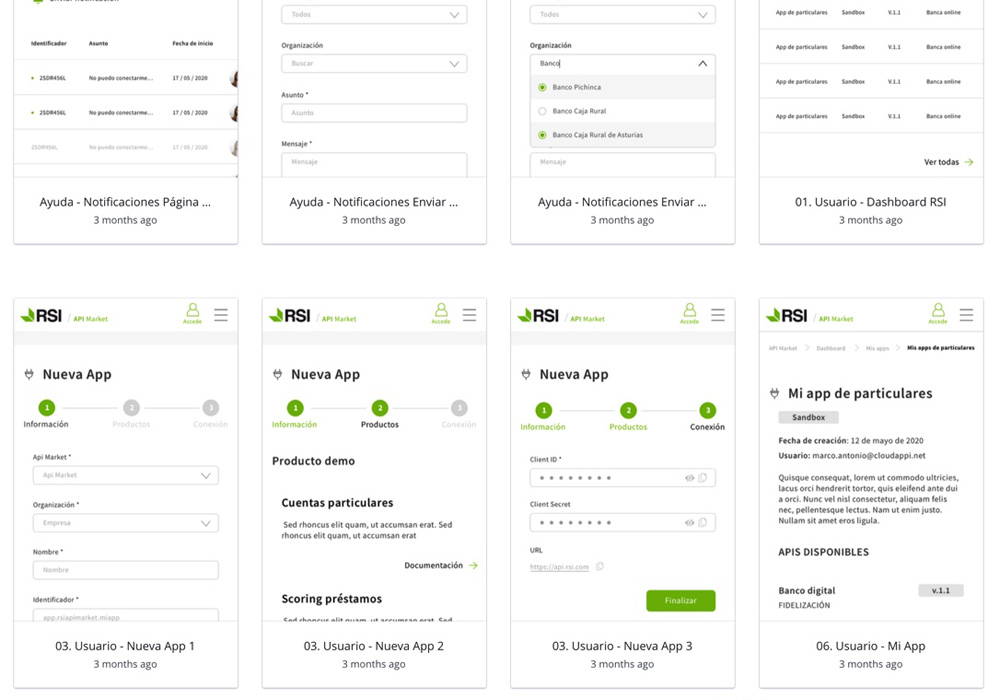 Identificador Asunto Fecha de inicio
2SDR456L No puedo conectarme... 17 / 05 / 2020
2SDR456L No puedo conectarme... 17 / 05 / 2020
2SDR456L No puedo conectarme... 17 / 05 / 2020
Ayuda - Notificaciones Página ...
3 months ago
Todos
Organización
Buscar
Asunto *
Asunto
Mensaje *
Mensaje
Ayuda - Notificaciones Enviar ...
3 months ago
Todos
Organización
Banco
Banco Pichinca
Banco Caja Rural
Banco Caja Rural de Asturias
Mensaje
Ayuda - Notificaciones Enviar ...
3 months ago
App de particulares Sandbox V.1.1 Banca online
App de particulares Sandbox V.1.1 Banca online
App de particulares Sandbox V.1.1 Banca online
App de particulares Sandbox V.1.1 Banca online
Ver todas
01. Usuario - Dashboard RSI
3 months ago
RSI / API Market Accede
Nueva App
1 2 3
Información Productos Conexión
Api Market *
Api Market
Organización *
Empresa
Nombre *
Nombre
Identificador *
app.rsiapimarket.miapp
03. Usuario - Nueva App 1
3 months ago
RSI / API Market Accede
Nueva App
1 2 3
Información Productos Conexión
Producto demo
Cuentas particulares
Sed rhoncus elit quam, ut accumsan erat. Sed
rhoncus elit quam, ut accumsan erat
Documentación
Scoring préstamos
Sed rhoncus elit quam, ut accumsan erat. Sed
03. Usuario - Nueva App 2
3 months ago
RSI / API Market Accede
Nueva App
1 2 3
Información Productos Conexión
Client ID *
Client Secret
URL
https://api.rsi.com
Finalizar
03. Usuario - Nueva App 3
3 months ago
RSI / API Market Accede
API Market > Dashboard > Mis apps > Mis apps de particulares
Mi app de particulares
Sandbox
Fecha de creación: 12 de mayo de 2020
Usuario: marco.antonio@cloudappi.net
Quisque consequat, lorem ut commodo ultricies,
lacus orci hendrerit tortor, quis eleifend ante dui
a orci. Nunc vel nisl consectetur, aliquam felis
nec, pellentesque lectus. Nam ut enim justo.
Nullam sit amet eros ligula.
APIS DISPONIBLES
Banco digital v.1.1
FIDELIZACIÓN
06. Usuario - Mi App
3 months ago